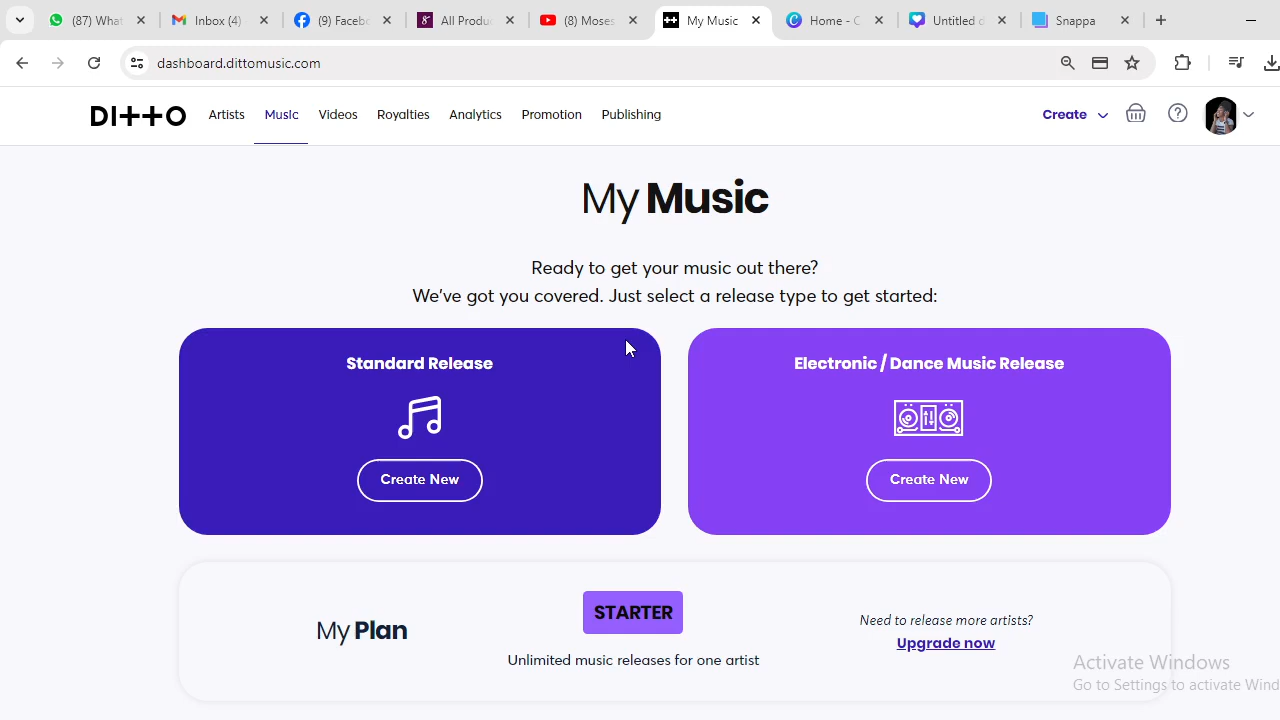 (87) What
Inbox (4)
(9) Facebo
All Produ
(8) Moses
My Music
Home - C
Untitled d
Snappa
dashboard.dittomusic.com
DITTO
Artists
Music
Videos
Royalties
Analytics
Promotion
Publishing
Create
My Music
Ready to get your music out there?
We've got you covered. Just select a release type to get started:
Standard Release
Create New
Electronic / Dance Music Release
Create New
My Plan
STARTER
Unlimited music releases for one artist
Need to release more artists?
Upgrade now
Activate Windows
Go to Settings to activate Wind